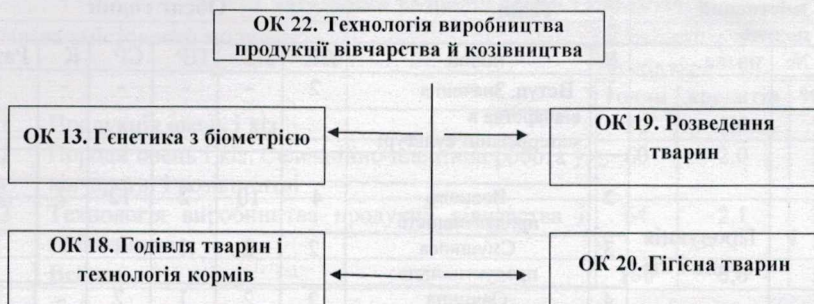 ОК 22. Технологія виробництва
продукції вівчарства й козівництва
ОК 13. Генетика з біометрією
ОК 19. Розведення
тварин
ОК 18. Годівля тварин і
технологія кормів
ОК 20. Гігієна тварин